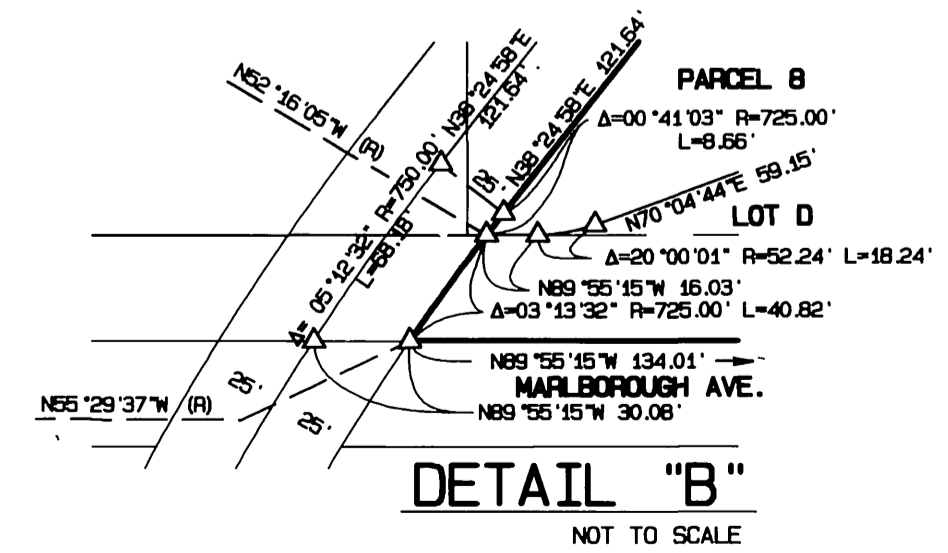 N52°16'05"W (R)
Δ= 05°12'32" R=750.00'
L=68.18'
N38°24'58"E
121.64'
25'
N38°24'58"E 121.64'
PARCEL 8
Δ=00°41'03" R=725.00'
L=8.66'
N70°04'44"E 59.15'
LOT D
Δ=20°00'01" R=52.24' L=18.24'
N89°55'15"W 16.03'
Δ=03°13'32" R=725.00' L=40.82'
N89°55'15"W 134.01'
MARLBOROUGH AVE.
N89°55'15"W 30.08'
N55°29'37"W (R)
25'
25'
DETAIL "B"
NOT TO SCALE